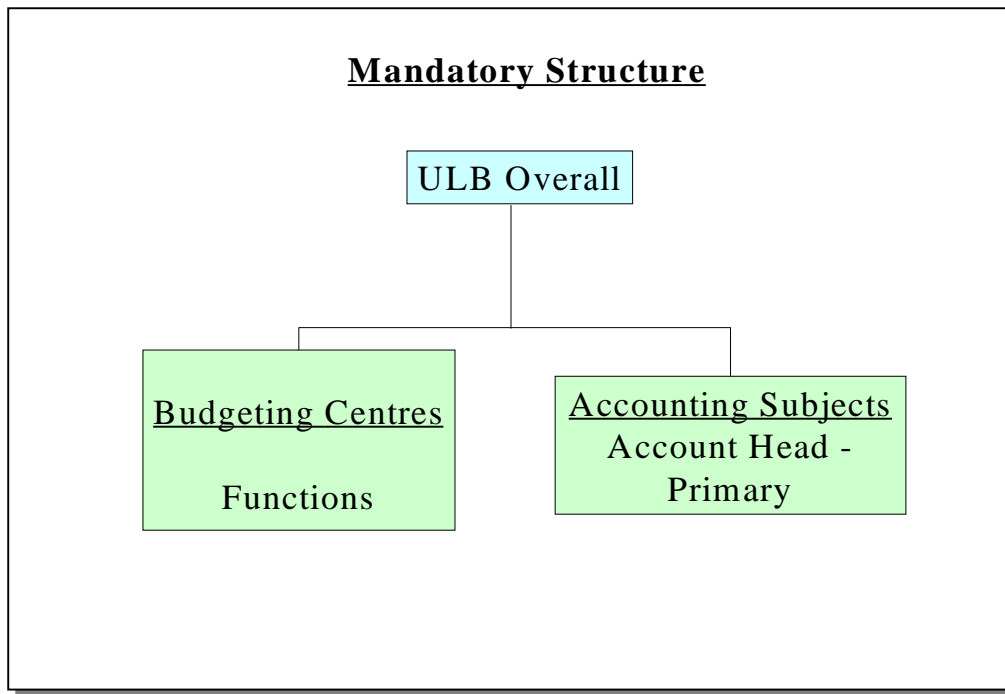 Mandatory Structure
ULB Overall
Budgeting Centres
Functions
Accounting Subjects
Account Head -
Primary